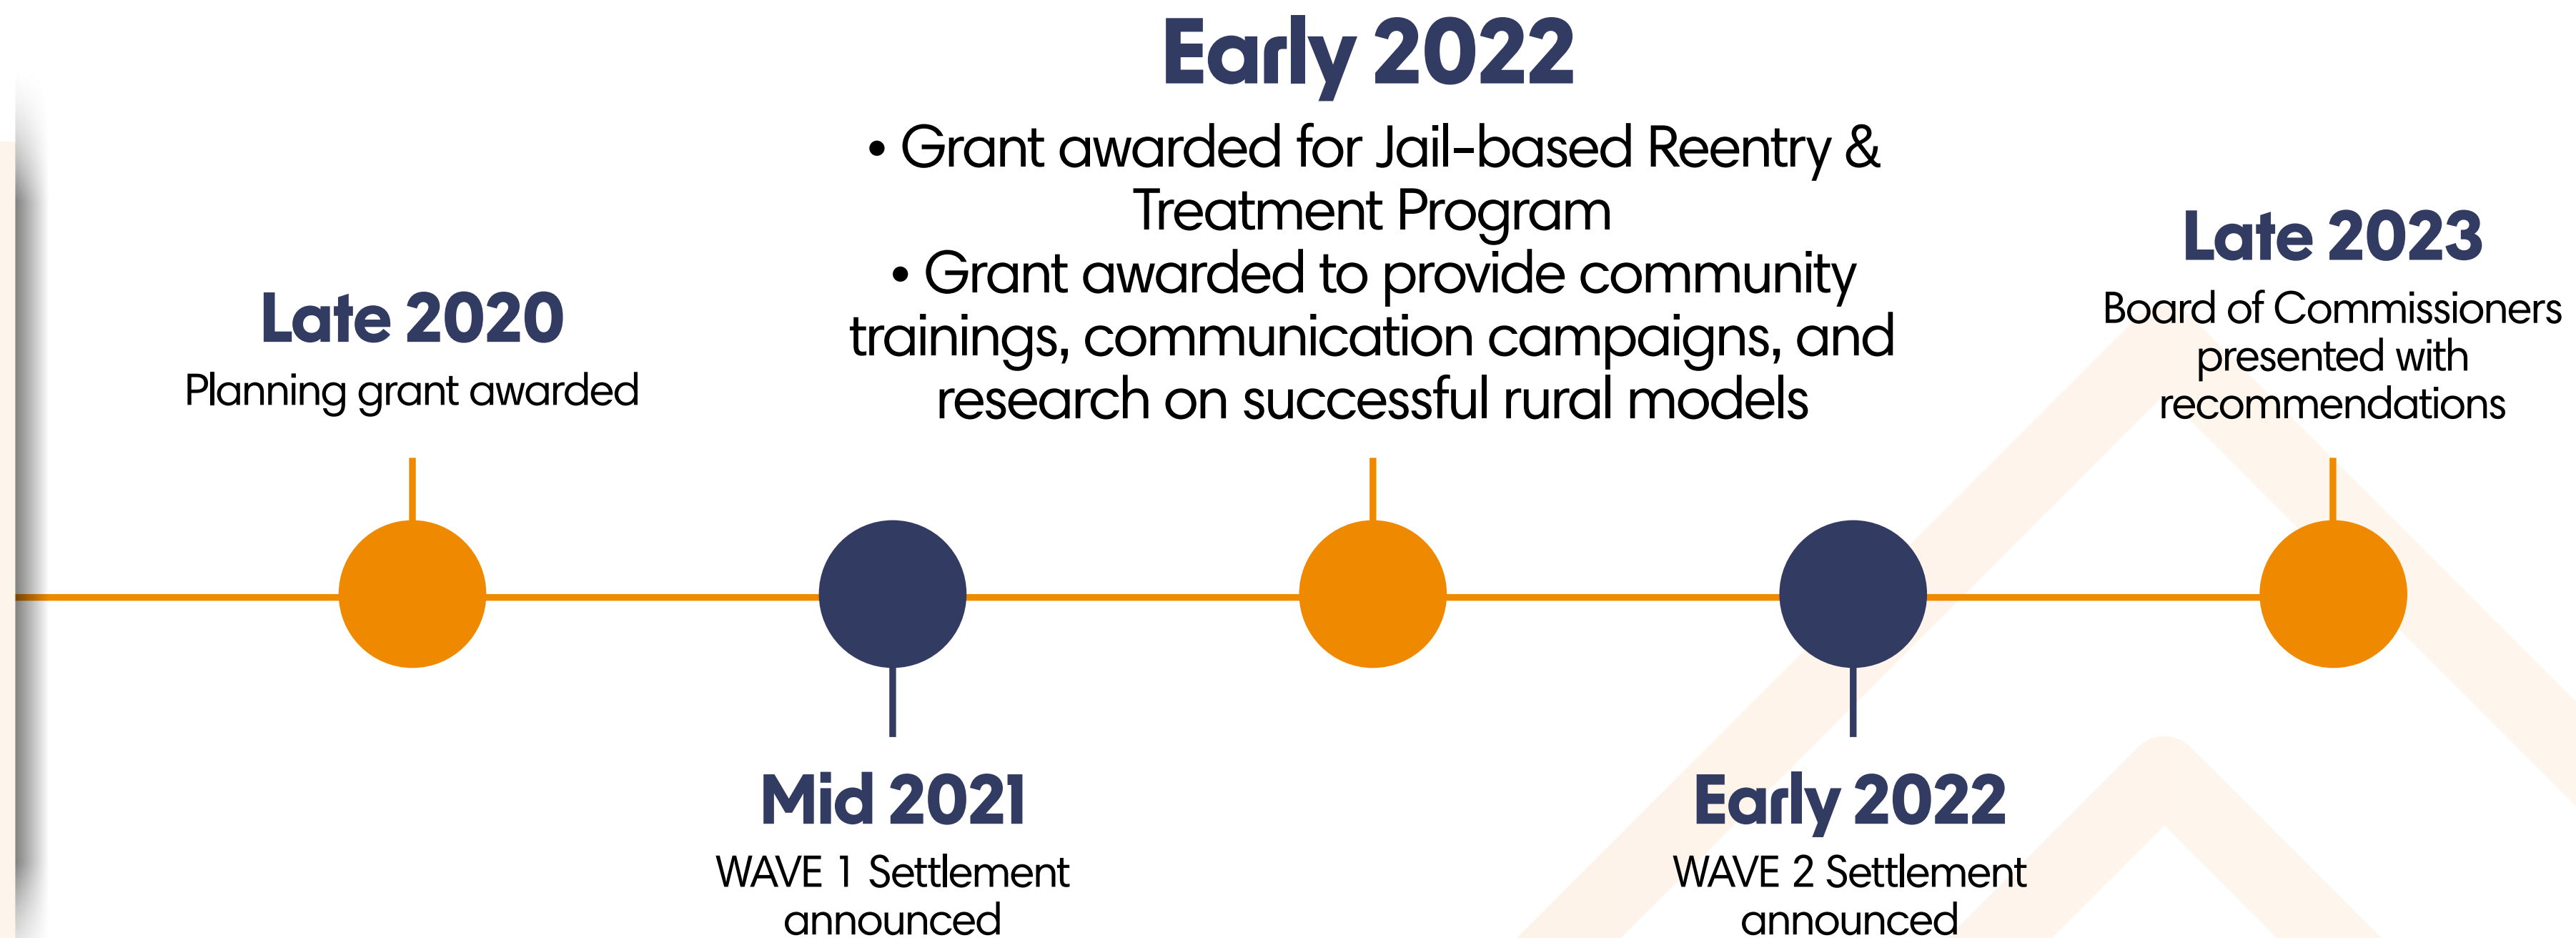 Late 2020
Planning grant awarded
Mid 2021
WAVE 1 Settlement
announced
Early 2022
• Grant awarded for Jail-based Reentry &
Treatment Program
• Grant awarded to provide community
trainings, communication campaigns, and
research on successful rural models
Early 2022
WAVE 2 Settlement
announced
Late 2023
Board of Commissioners
presented with
recommendations